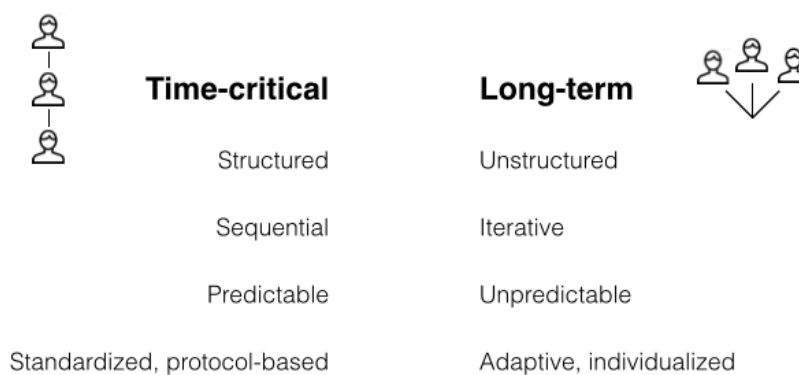 Time-critical Long-term
Structured Unstructured
Sequential Iterative
Predictable Unpredictable
Standardized, protocol-based Adaptive, individualized